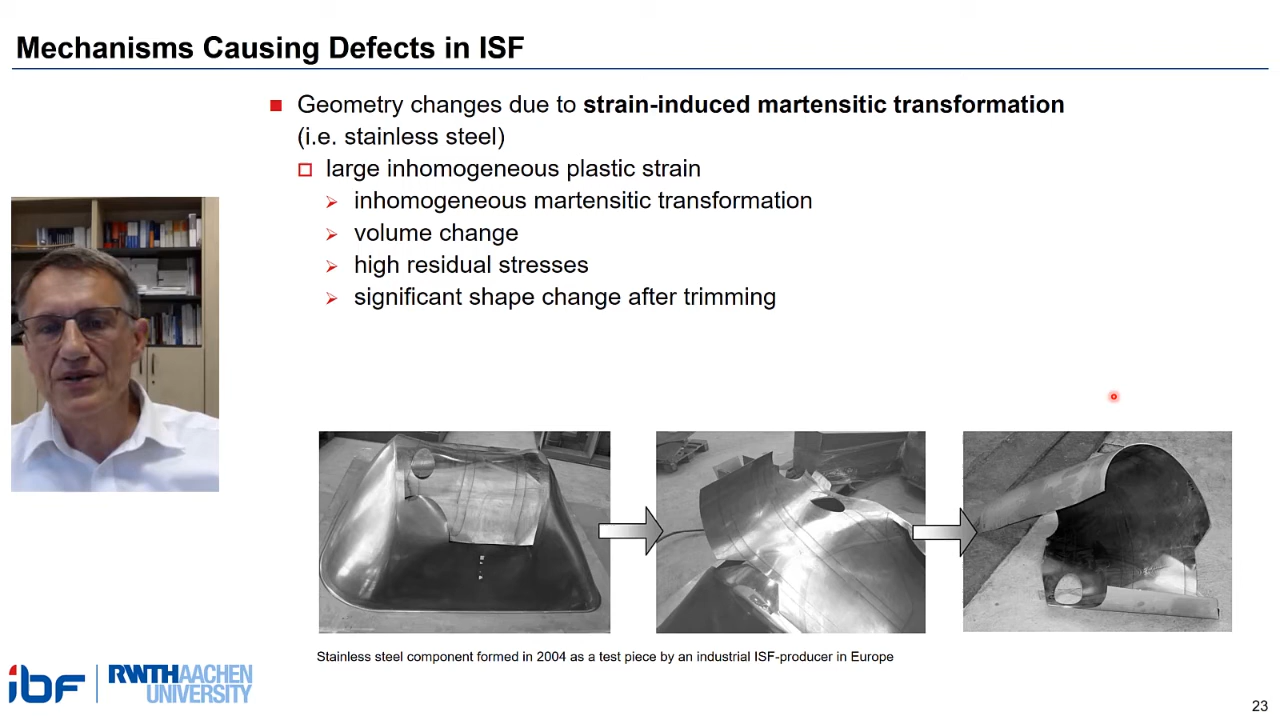 Mechanisms Causing Defects in ISF
Geometry changes due to strain-induced martensitic transformation
(i.e. stainless steel)
large inhomogeneous plastic strain
inhomogeneous martensitic transformation
volume change
high residual stresses
significant shape change after trimming
Stainless steel component formed in 2004 as a test piece by an industrial ISF-producer in Europe
ibf
RWTHAACHEN
UNIVERSITY
23